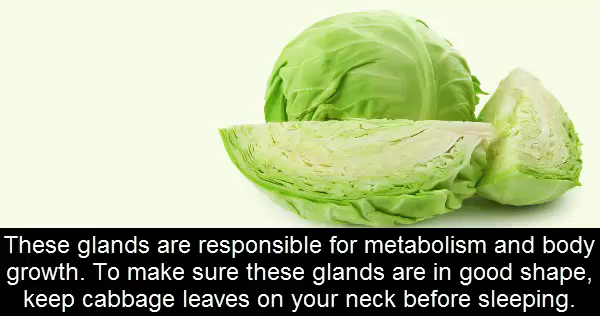 These glands are responsible for metabolism and body
growth. To make sure these glands are in good shape,
keep cabbage leaves on your neck before sleeping.